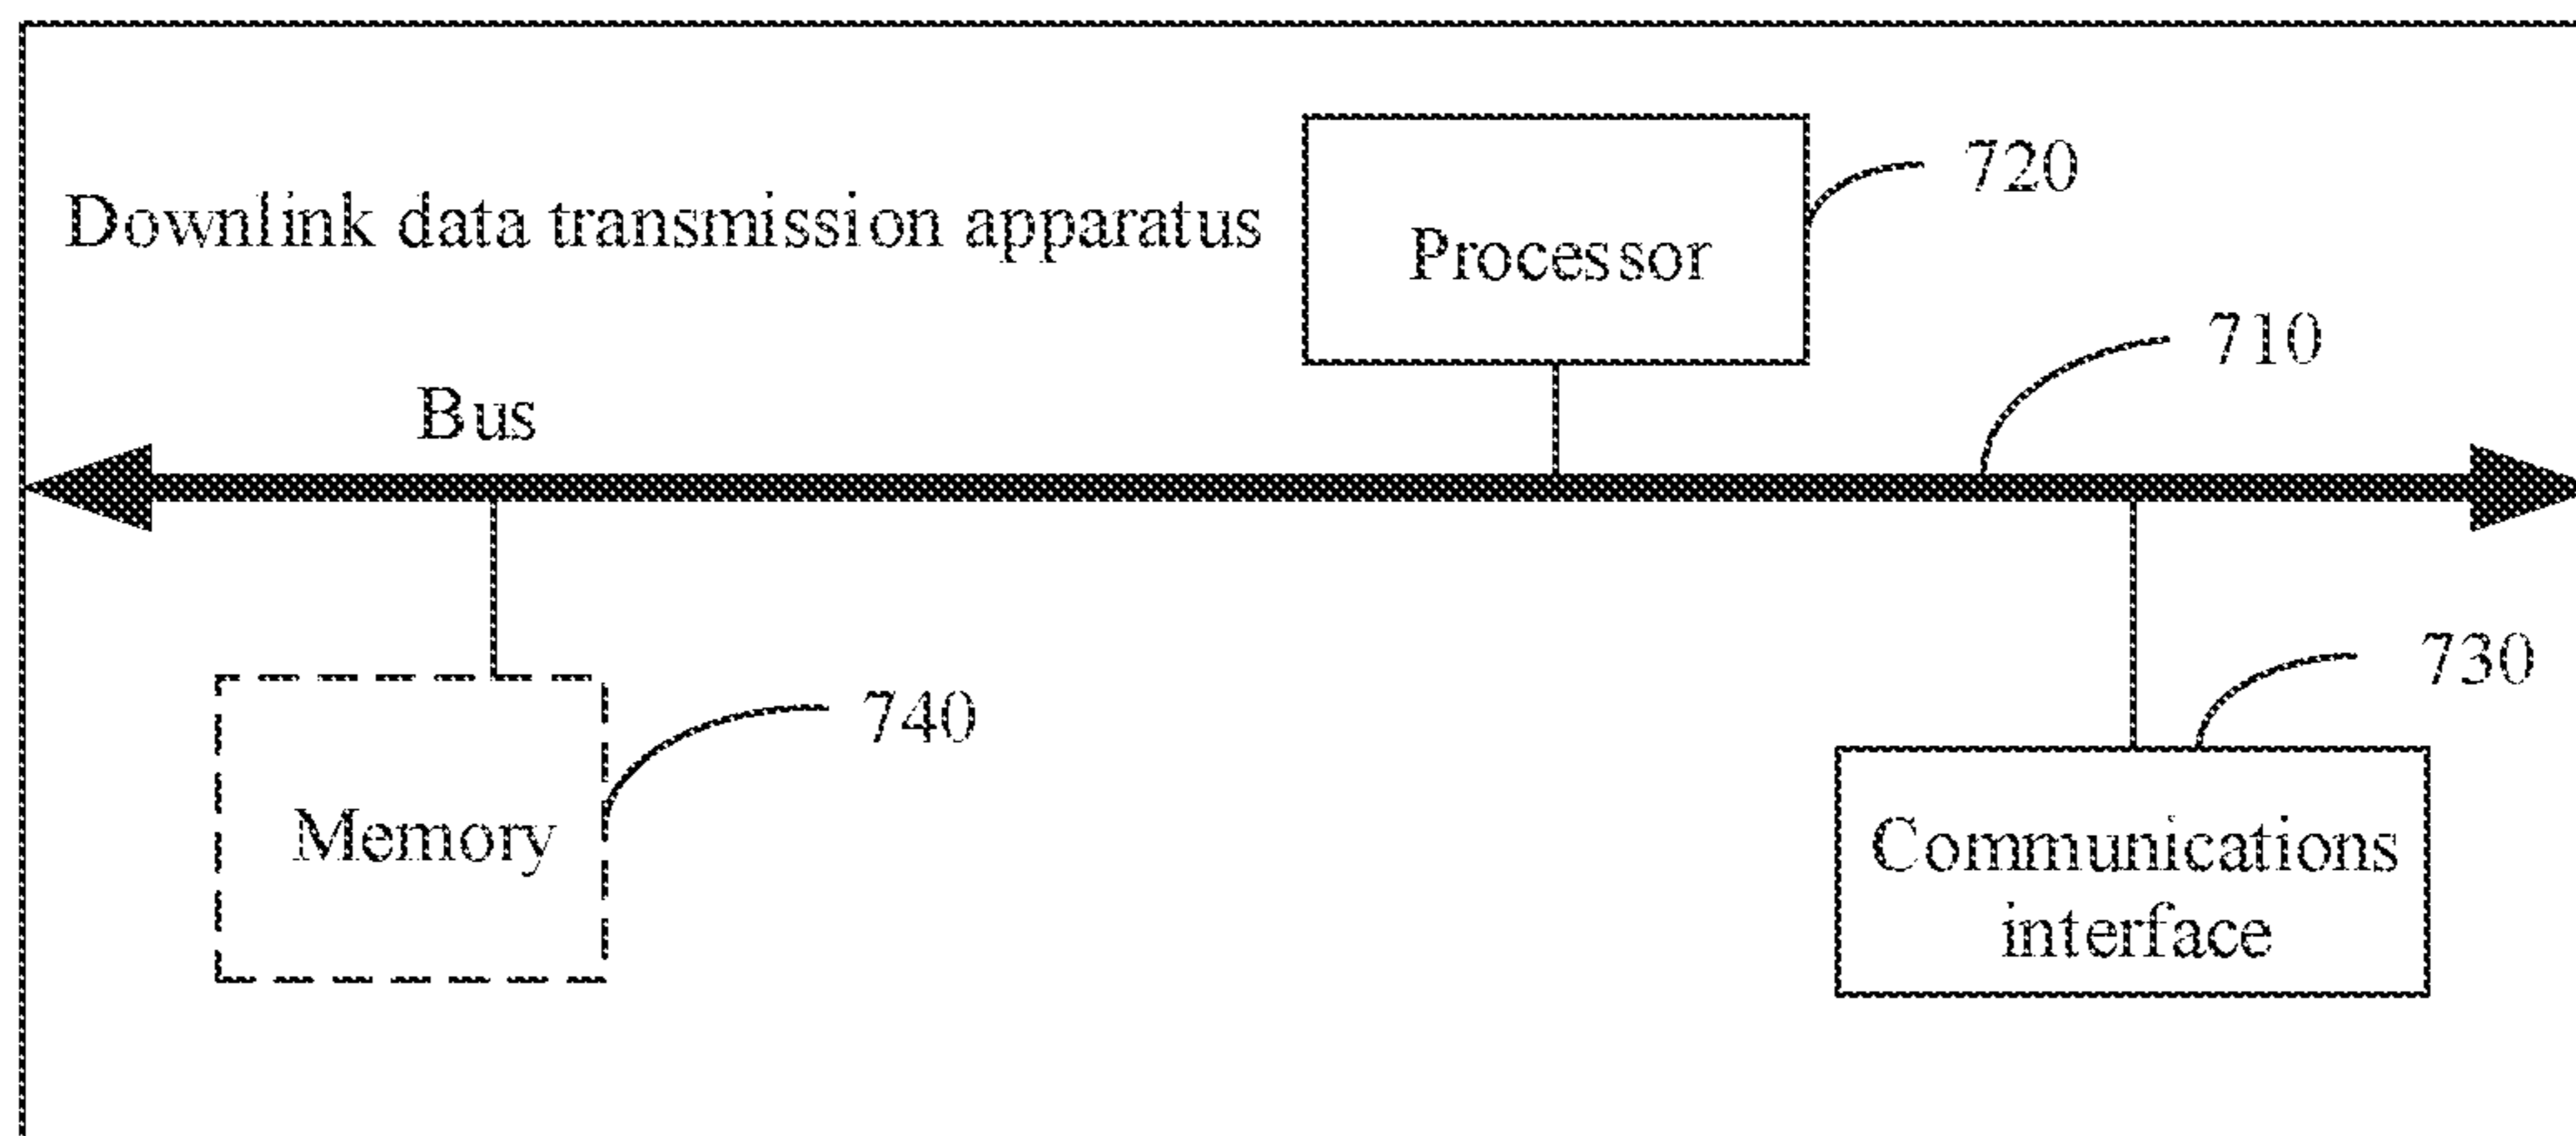 720
Downlink data transmission apparatus
Processor
710
Bus
730
740
Memory
Communications
interface